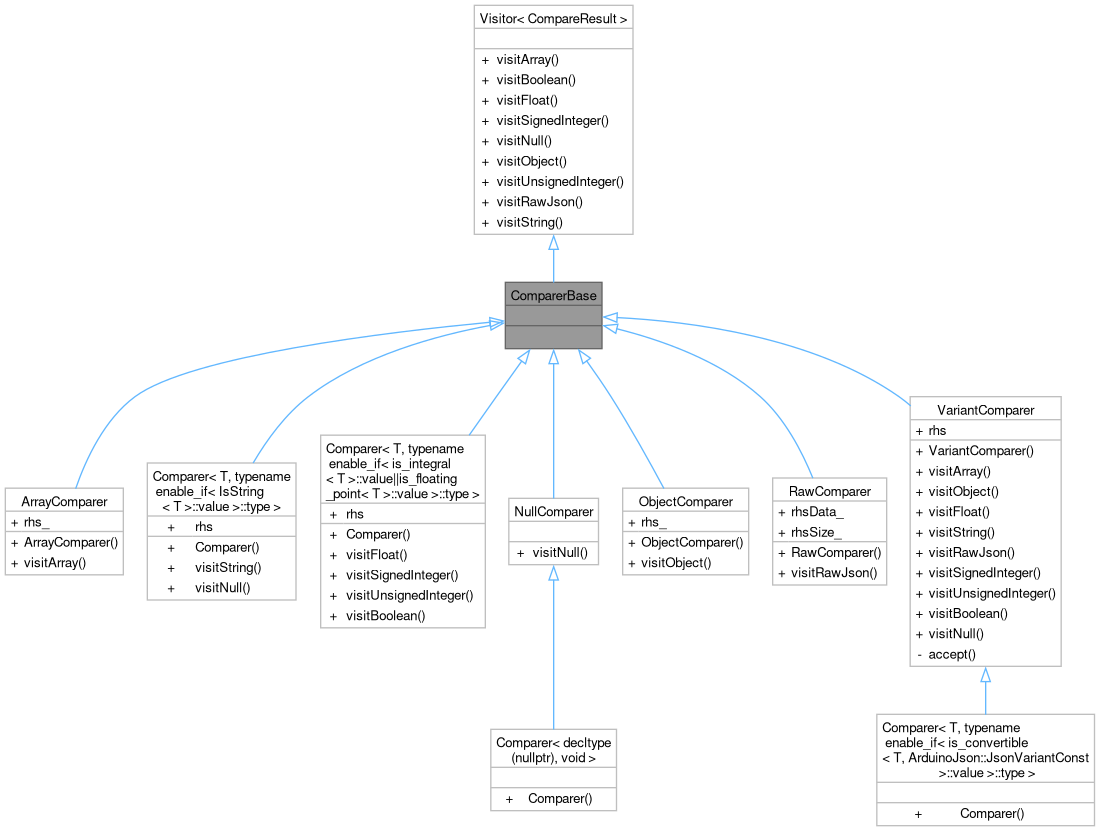 Visitor< CompareResult >
+ visitArray()
+ visitBoolean()
+ visitFloat()
+ visitSignedInteger()
+ visitNull()
+ visitObject()
+ visitUnsignedInteger()
+ visitRawJson()
+ visitString()
ComparerBase
ArrayComparer
+ rhs_
+ ArrayComparer()
+ visitArray()
Comparer< T, typename
enable_if< IsString
< T >::value >::type >
+ rhs
+ Comparer()
+ visitString()
+ visitNull()
Comparer< T, typename
enable_if< is_integral
< T >::value||is_floating
_point< T >::value >::type >
+ rhs
+ Comparer()
+ visitFloat()
+ visitSignedInteger()
+ visitUnsignedInteger()
+ visitBoolean()
NullComparer
+ visitNull()
ObjectComparer
+ rhs_
+ ObjectComparer()
+ visitObject()
RawComparer
+ rhsData_
+ rhsSize_
+ RawComparer()
+ visitRawJson()
VariantComparer
+ rhs
+ VariantComparer()
+ visitArray()
+ visitObject()
+ visitFloat()
+ visitString()
+ visitRawJson()
+ visitSignedInteger()
+ visitUnsignedInteger()
+ visitBoolean()
+ visitNull()
- accept()
Comparer< decltype
(nullptr), void >
+ Comparer()
Comparer< T, typename
enable_if< is_convertible
< T, ArduinoJson::JsonVariantConst
>::value >::type >
+ Comparer()